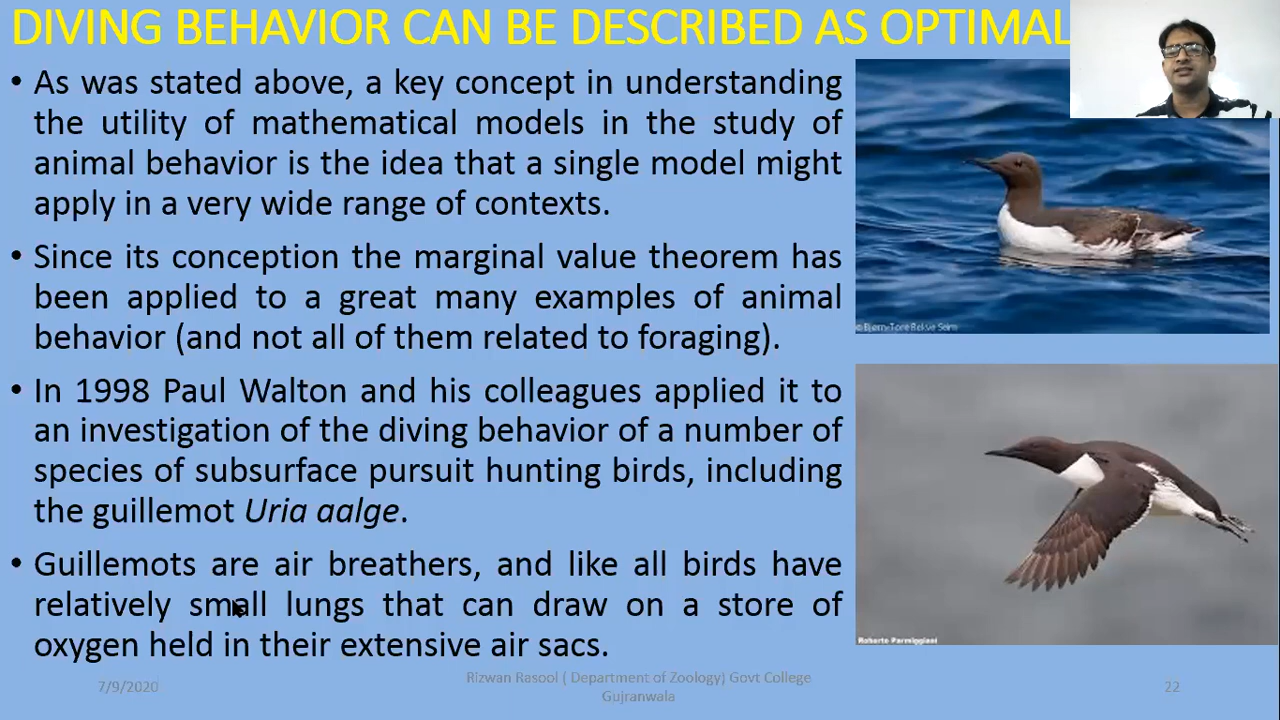 DIVING BEHAVIOR CAN BE DESCRIBED AS OPTIMAL
• As was stated above, a key concept in understanding
the utility of mathematical models in the study of
animal behavior is the idea that a single model might
apply in a very wide range of contexts.
• Since its conception the marginal value theorem has
been applied to a great many examples of animal
behavior (and not all of them related to foraging).
• In 1998 Paul Walton and his colleagues applied it to
an investigation of the diving behavior of a number of
species of subsurface pursuit hunting birds, including
the guillemot Uria aalge.
• Guillemots are air breathers, and like all birds have
relatively small lungs that can draw on a store of
oxygen held in their extensive air sacs.
© Bjørn-Tore Rekve Seim
Roberto Parmiggiani
7/9/2020
Rizwan Rasool ( Department of Zoology) Govt College
Gujranwala
22